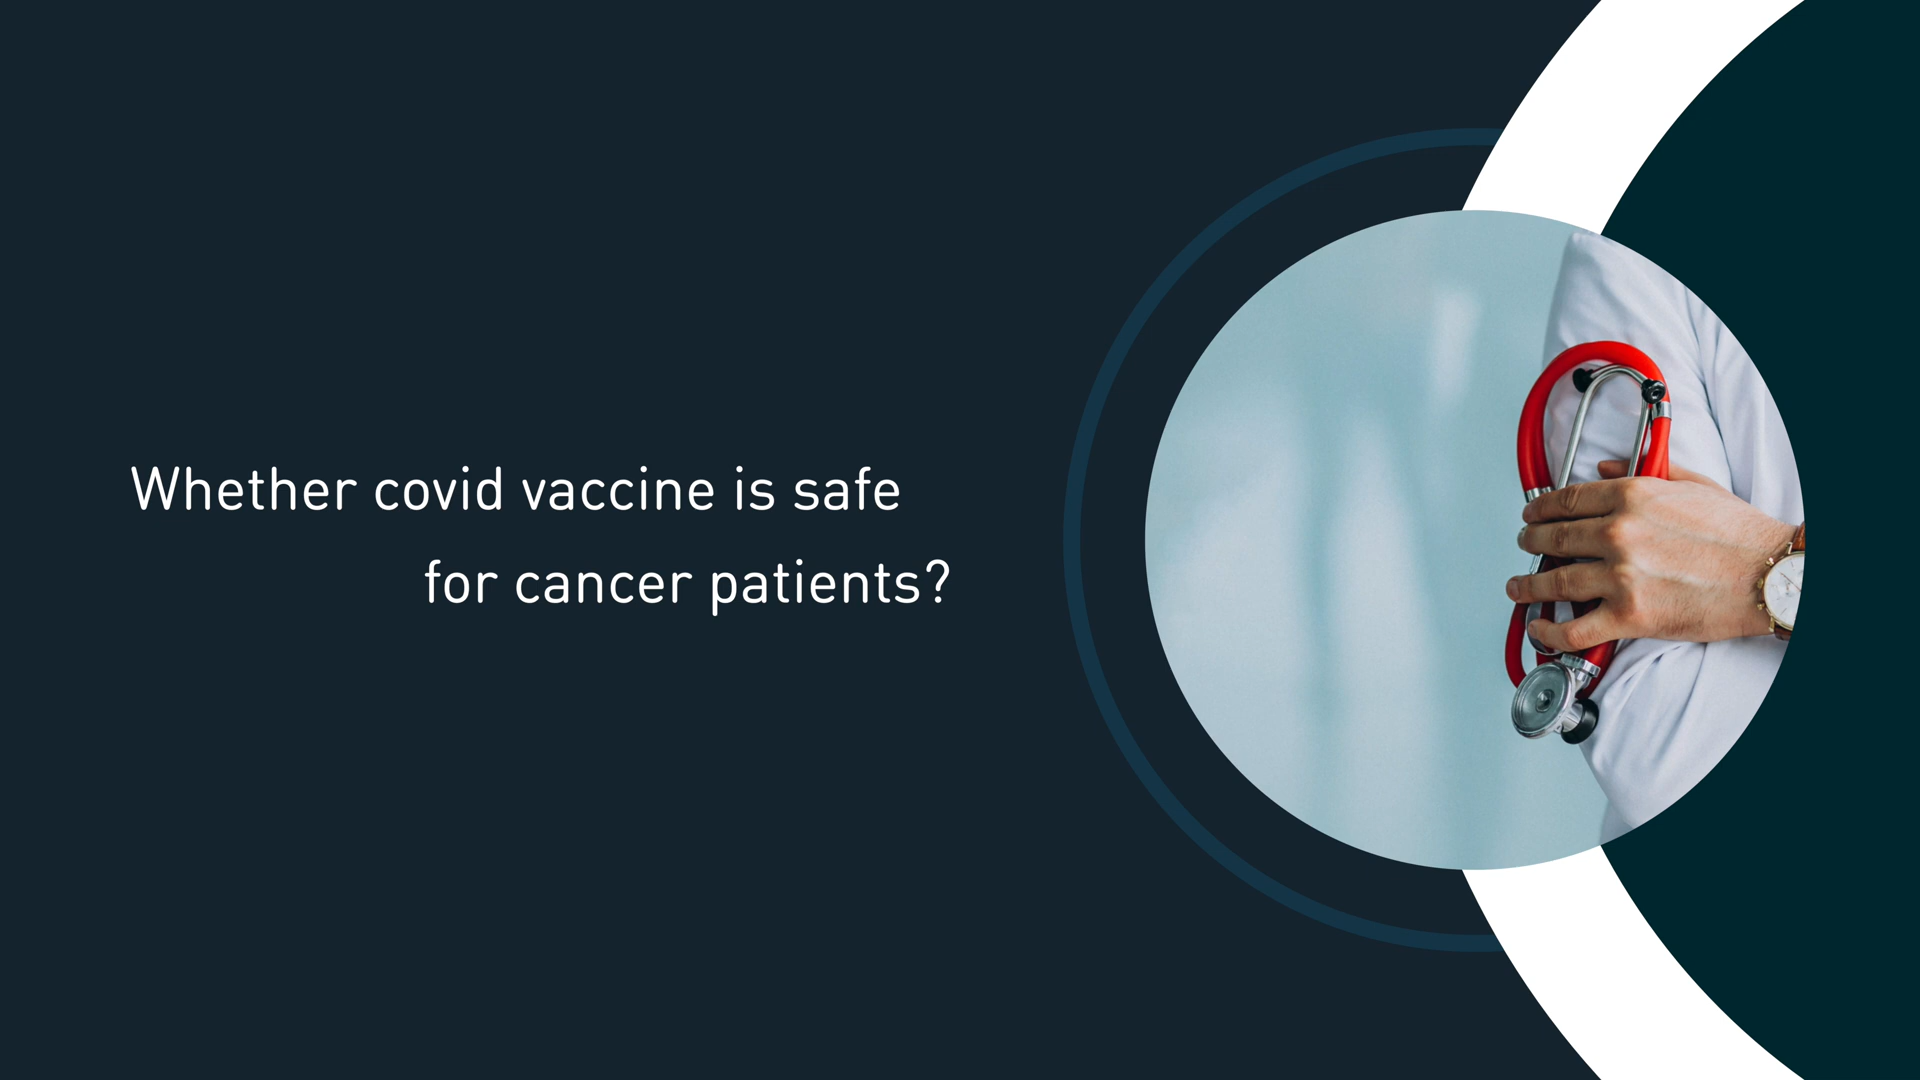 Whether covid vaccine is safe
for cancer patients?